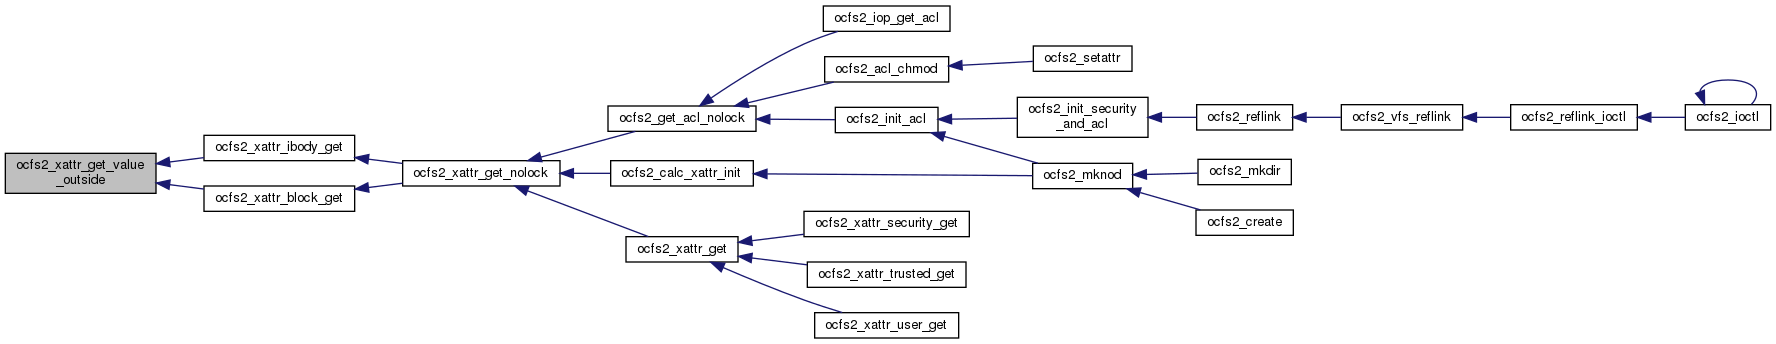 ocfs2_xattr_get_value
_outside
ocfs2_xattr_ibody_get
ocfs2_xattr_block_get
ocfs2_xattr_get_nolock
ocfs2_get_acl_nolock
ocfs2_calc_xattr_init
ocfs2_xattr_get
ocfs2_iop_get_acl
ocfs2_acl_chmod
ocfs2_init_acl
ocfs2_xattr_security_get
ocfs2_xattr_trusted_get
ocfs2_xattr_user_get
ocfs2_setattr
ocfs2_init_security
_and_acl
ocfs2_mknod
ocfs2_reflink
ocfs2_mkdir
ocfs2_create
ocfs2_vfs_reflink
ocfs2_reflink_ioctl
ocfs2_ioctl